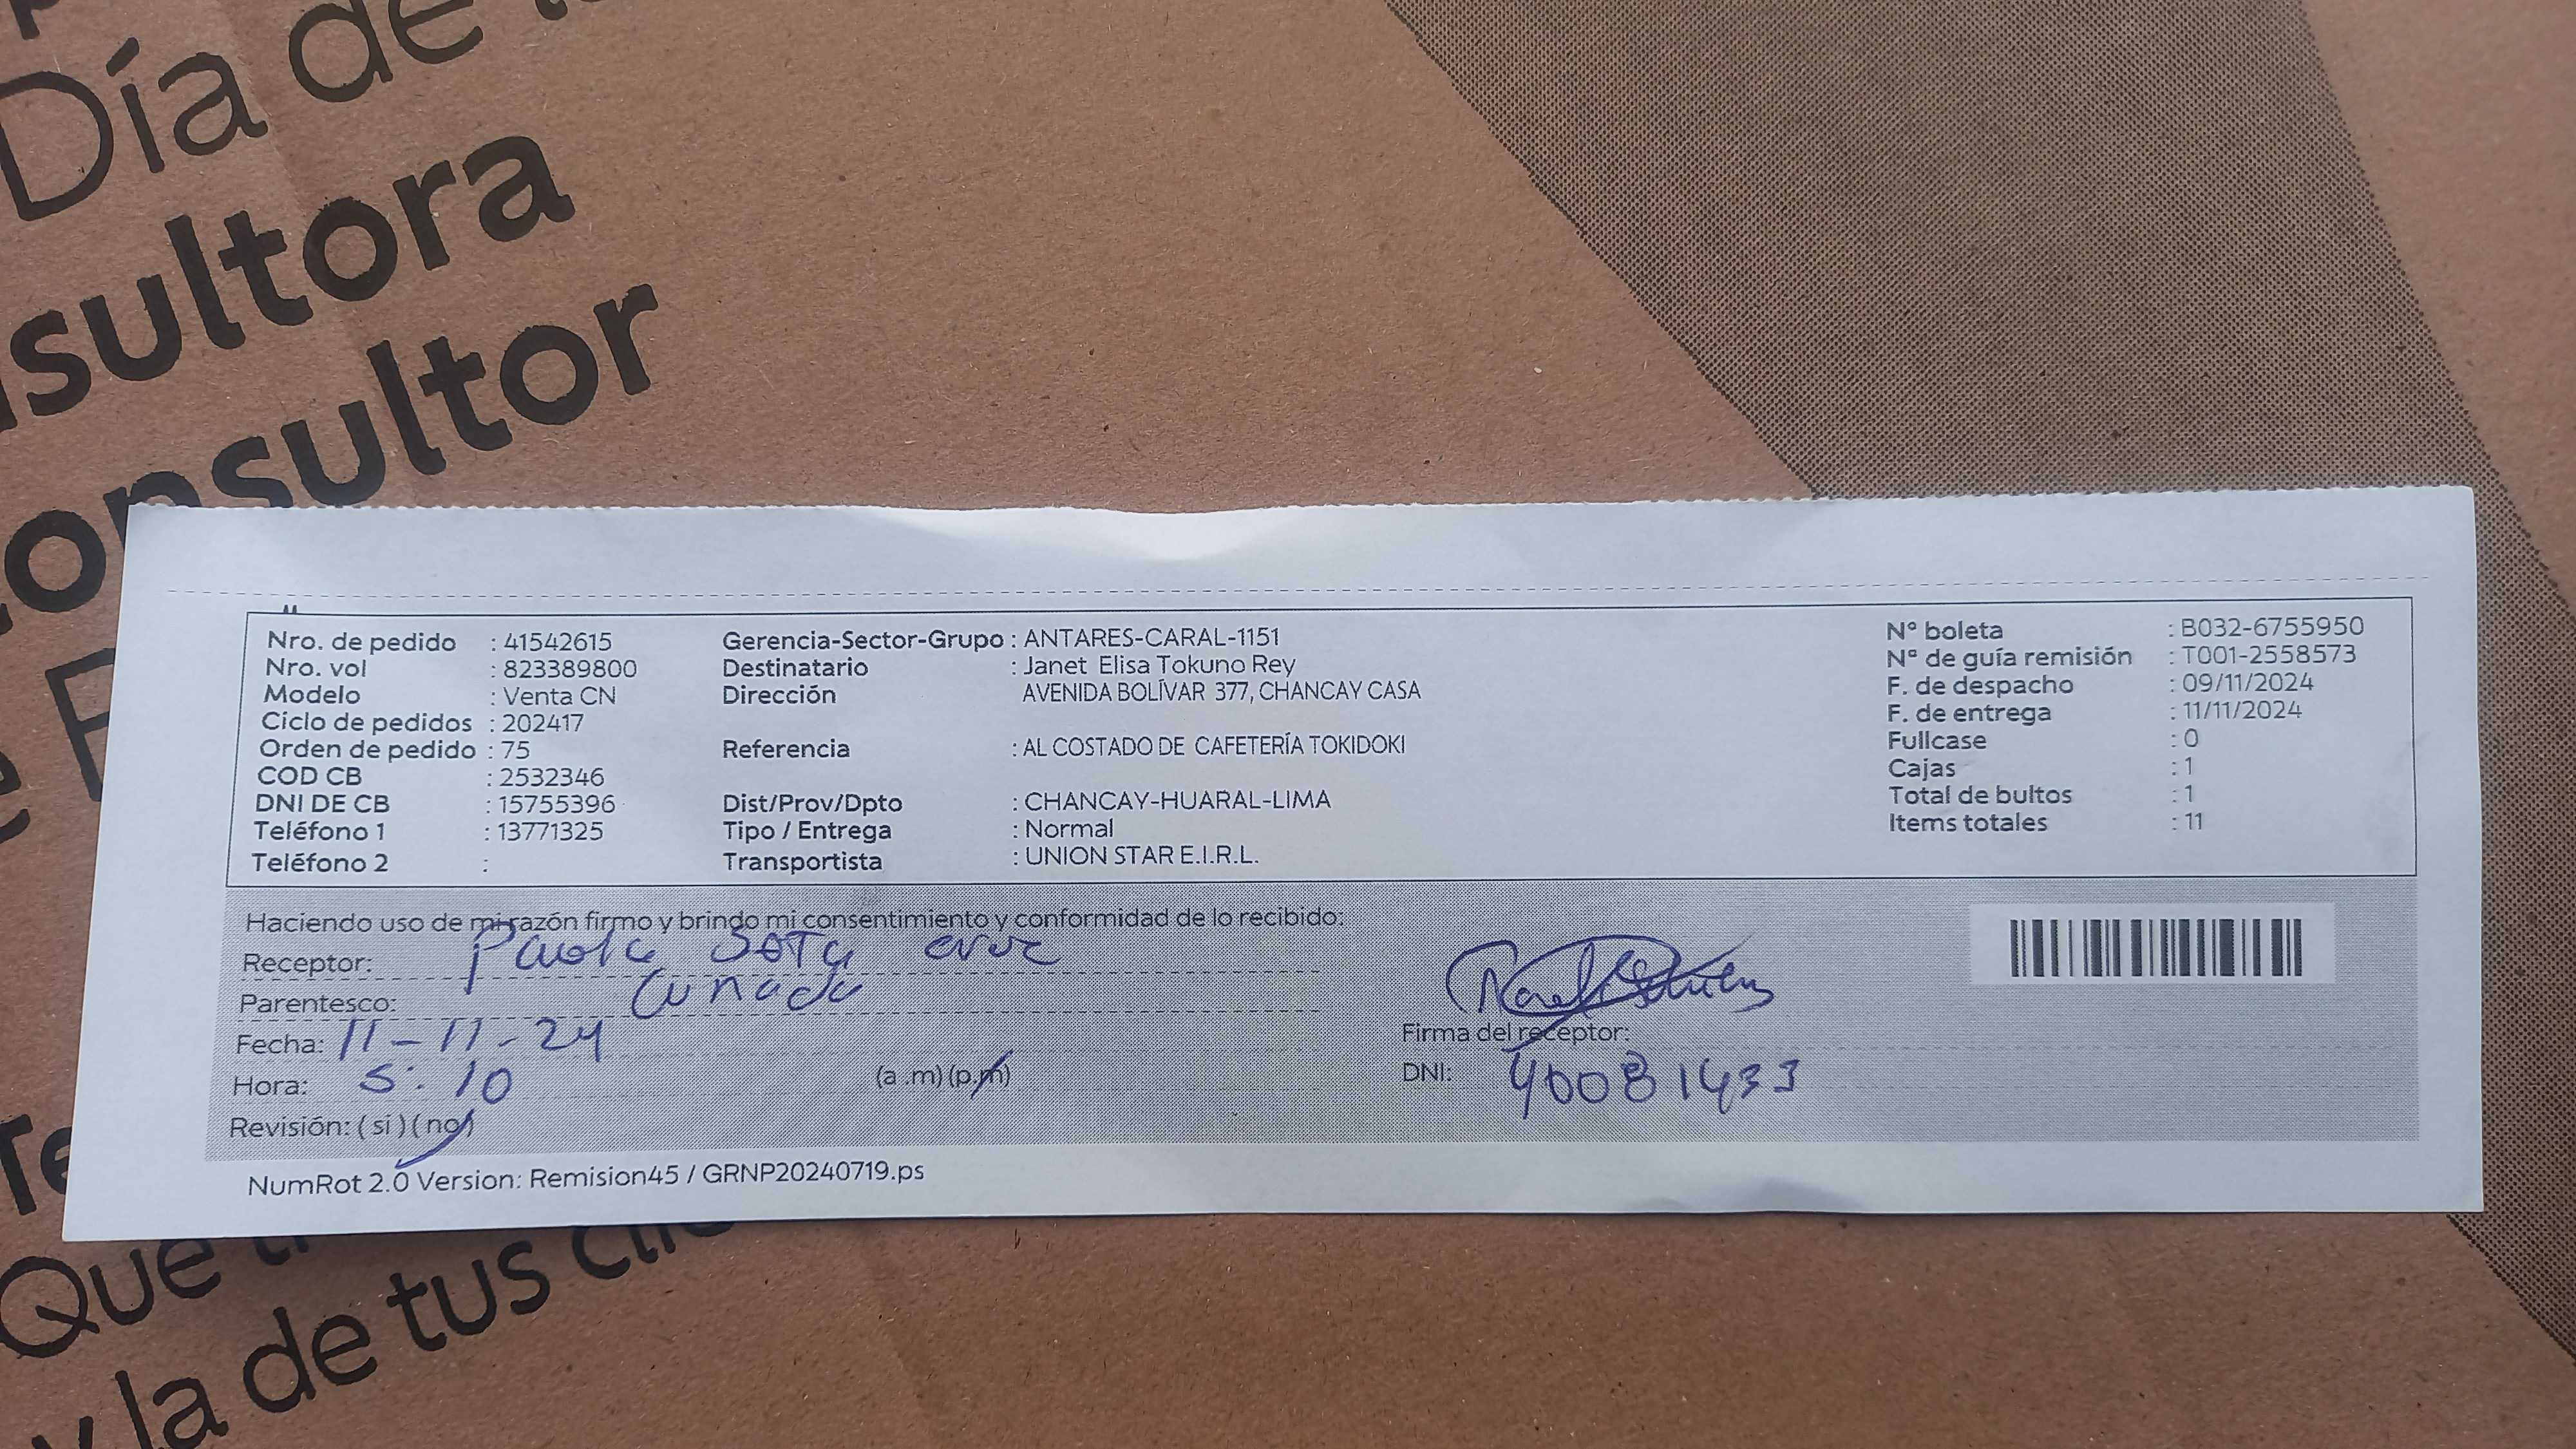 Día de
sultora
onsultor
Nro. de pedido : 41542615
Nro. vol : 823389800
Modelo : Venta CN
Ciclo de pedidos : 202417
Orden de pedido : 75
COD CB : 2532346
DNI DE CB : 15755396
Teléfono 1 : 13771325
Teléfono 2 :
Gerencia-Sector-Grupo : ANTARES-CARAL-1151
Destinatario : Janet Elisa Tokuno Rey
Dirección AVENIDA BOLÍVAR 377, CHANCAY CASA
Referencia : AL COSTADO DE CAFETERÍA TOKIDOKI
Dist/Prov/Dpto : CHANCAY-HUARAL-LIMA
Tipo / Entrega : Normal
Transportista : UNION STAR E.I.R.L.
N° boleta : B032-6755950
N° de guía remisión : T001-2558573
F. de despacho : 09/11/2024
F. de entrega : 11/11/2024
Fullcase : 0
Cajas : 1
Total de bultos : 1
Items totales : 11
Haciendo uso de mi razón firmo y brindo mi consentimiento y conformidad de lo recibido:
Receptor: Paola Sota
Parentesco: Cuñada
Fecha: 11-11-24
Hora: 5:10 (a .m) (p.m)
Revisión: ( si ) ( no )
Firma del receptor:
DNI: 40081433
NumRot 2.0 Version: Remision45 / GRNP20240719.ps
Que
y la de tus